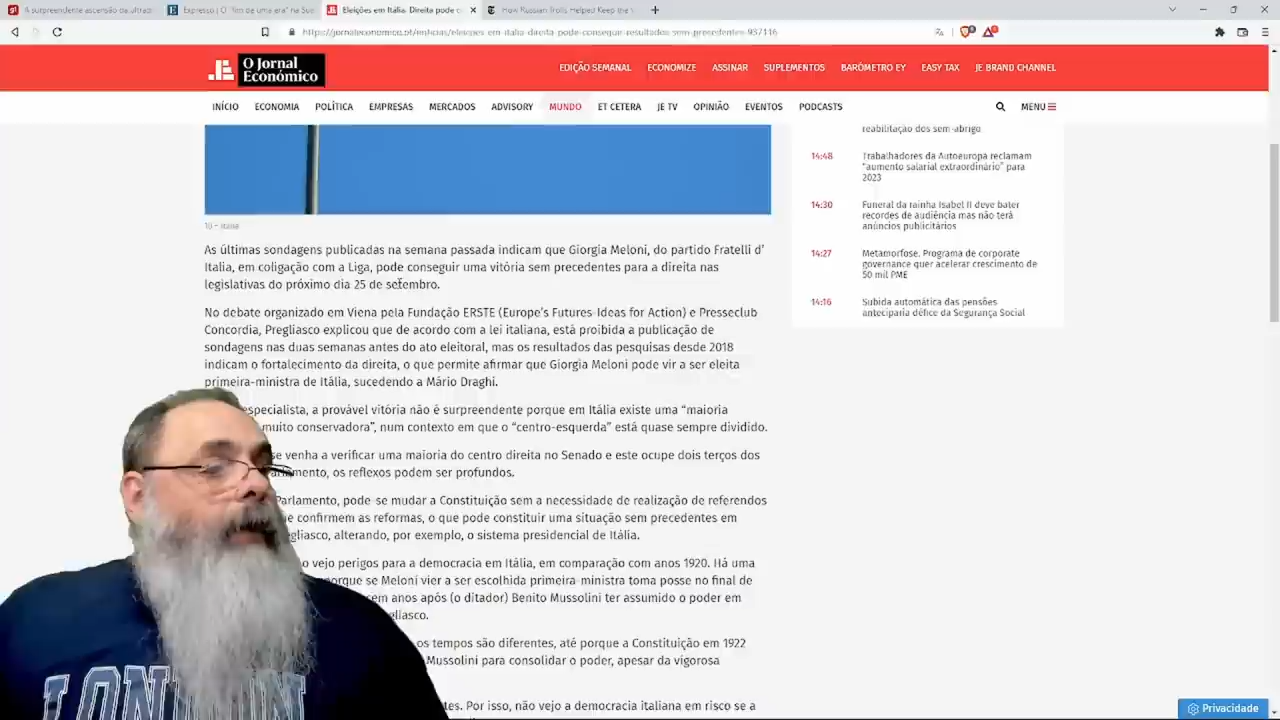 A surpreendente ascensão da ultrad
Expresso | O "fim de uma era" na Su
Eleições em Itália. Direita pode c
How Russian Trolls Helped Keep the
https://jornaleconomico.pt/noticias/eleicoes-em-italia-direita-pode-conseguir-resultados-sem-precedentes-937116
O Jornal
Económico
EDIÇÃO SEMANAL ECONOMIZE ASSINAR SUPLEMENTOS BARÓMETRO EY EASY TAX JE BRAND CHANNEL
INÍCIO ECONOMIA POLÍTICA EMPRESAS MERCADOS ADVISORY MUNDO ET CETERA JE TV OPINIÃO EVENTOS PODCASTS MENU
10 – Itália
As últimas sondagens publicadas na semana passada indicam que Giorgia Meloni, do partido Fratelli d'
Itália, em coligação com a Liga, pode conseguir uma vitória sem precedentes para a direita nas
legislativas do próximo dia 25 de setembro.
No debate organizado em Viena pela Fundação ERSTE (Europe's Futures-Ideas for Action) e Presseclub
Concordia, Pregliasco explicou que de acordo com a lei italiana, está proibida a publicação de
sondagens nas duas semanas antes do ato eleitoral, mas os resultados das pesquisas desde 2018
indicam o fortalecimento da direita, o que permite afirmar que Giorgia Meloni pode vir a ser eleita
primeira-ministra de Itália, sucedendo a Mário Draghi.
especialista, a provável vitória não é surpreendente porque em Itália existe uma "maioria
muito conservadora", num contexto em que o "centro-esquerda" está quase sempre dividido.
se venha a verificar uma maioria do centro direita no Senado e este ocupe dois terços dos
os reflexos podem ser profundos.
Parlamento, pode-se mudar a Constituição sem a necessidade de realização de referendos
confirmem as reformas, o que pode constituir uma situação sem precedentes em
alterando, por exemplo, o sistema presidencial de Itália.
vejo perigos para a democracia em Itália, em comparação com anos 1920. Há uma
porque se Meloni vier a ser escolhida primeira-ministra toma posse no final de
cem anos após (o ditador) Benito Mussolini ter assumido o poder em
os tempos são diferentes, até porque a Constituição em 1922
Mussolini para consolidar o poder, apesar da vigorosa
Por isso, não vejo a democracia italiana em risco se a
reabilitação dos sem-abrigo
14:48 Trabalhadores da Autoeuropa reclamam
"aumento salarial extraordinário" para
2023
14:30 Funeral da rainha Isabel II deve bater
recordes de audiência mas não terá
anúncios publicitários
14:27 Metamorfose. Programa de corporate
governance quer acelerar crescimento de
50 mil PME
14:16 Subida automática das pensões
anteciparia défice da Segurança Social
LONDON
Privacidade